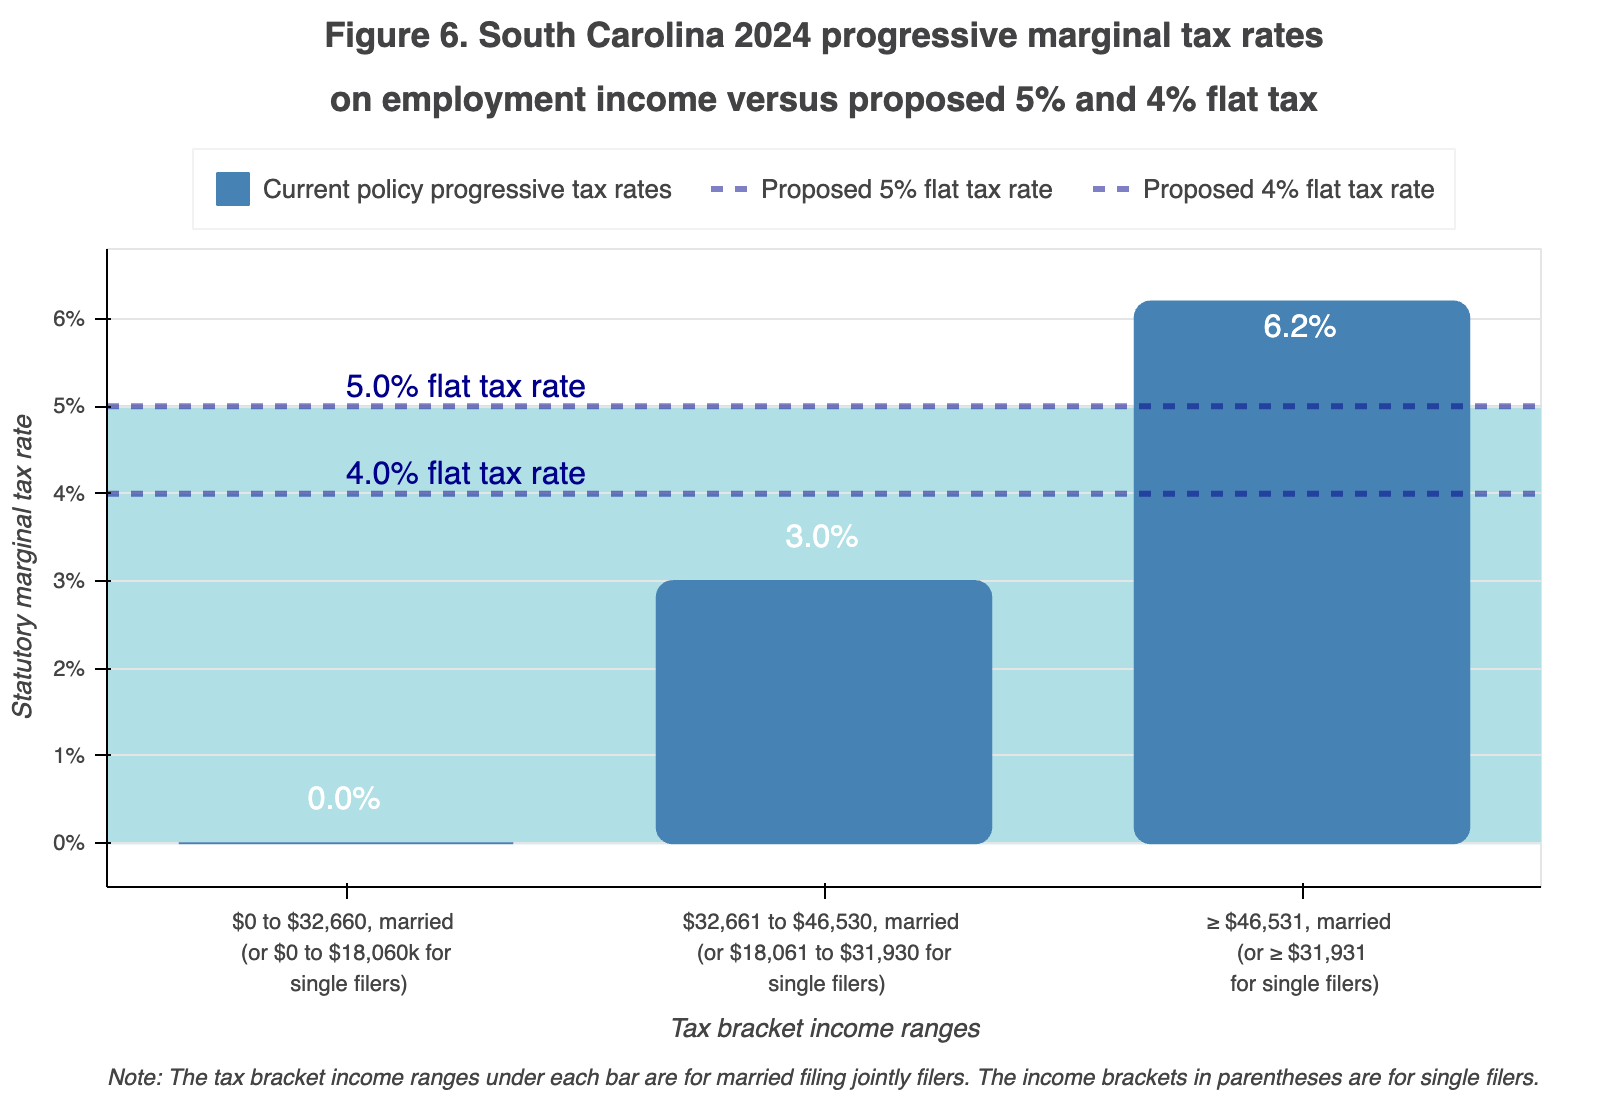 Figure 6. South Carolina 2024 progressive marginal tax rates
on employment income versus proposed 5% and 4% flat tax
Current policy progressive tax rates
Proposed 5% flat tax rate
Proposed 4% flat tax rate
Statutory marginal tax rate
6%
5%
4%
3%
2%
1%
0%
5.0% flat tax rate
4.0% flat tax rate
0.0%
3.0%
6.2%
$0 to $32,660, married
(or $0 to $18,060k for
single filers)
$32,661 to $46,530, married
(or $18,061 to $31,930 for
single filers)
≥ $46,531, married
(or ≥ $31,931
for single filers)
Tax bracket income ranges
Note: The tax bracket income ranges under each bar are for married filing jointly filers. The income brackets in parentheses are for single filers.